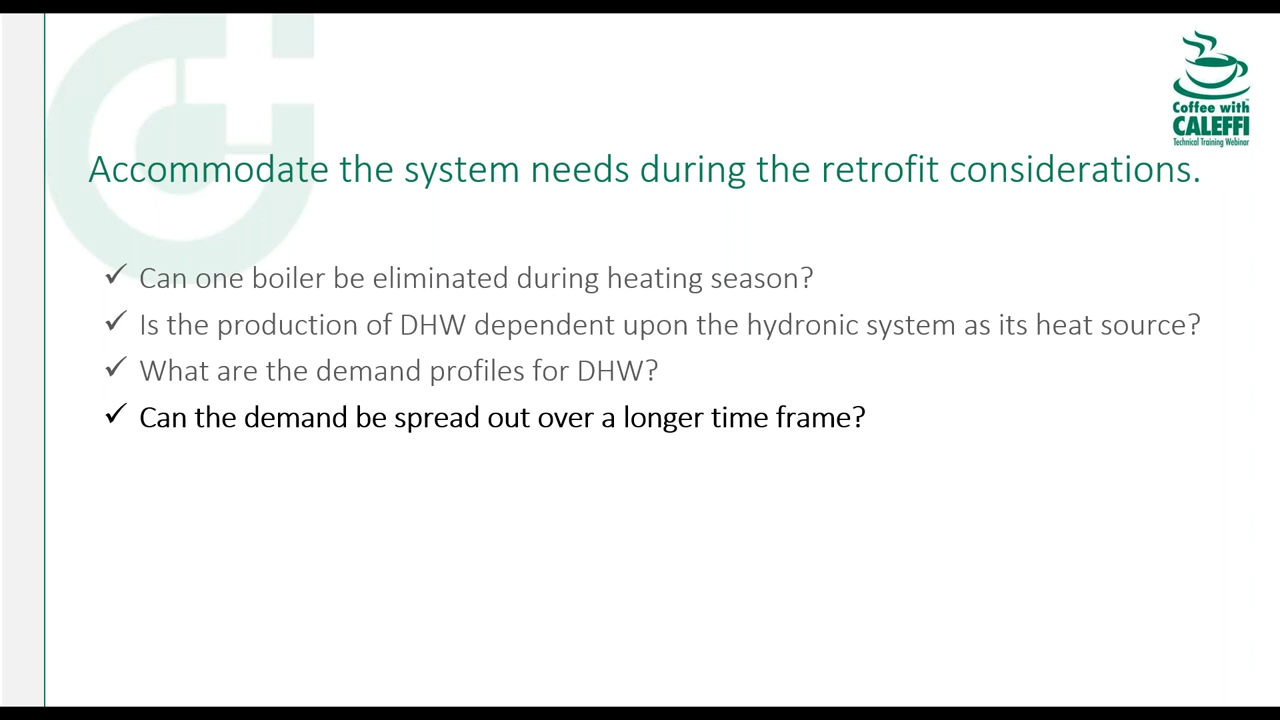 Coffee with
CALEFFI
Technical Training Webinar
Accommodate the system needs during the retrofit considerations.
✓ Can one boiler be eliminated during heating season?
✓ Is the production of DHW dependent upon the hydronic system as its heat source?
✓ What are the demand profiles for DHW?
✓ Can the demand be spread out over a longer time frame?